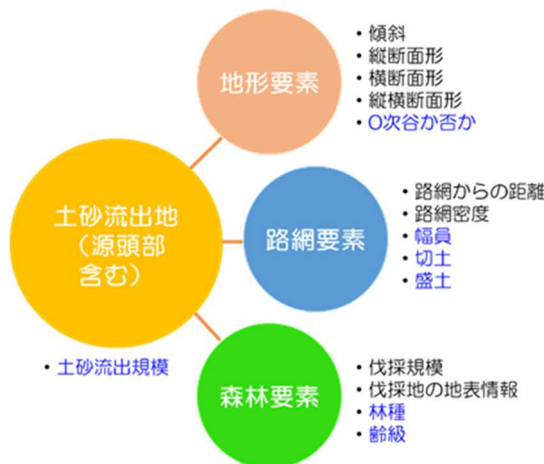 土砂流出地
（源頭部
含む）
・土砂流出規模
地形要素
・傾斜
・縦断面形
・横断面形
・縦横断面形
・0次谷か否か
路網要素
・路網からの距離
・路網密度
・幅員
・切土
・盛土
森林要素
・伐採規模
・伐採地の地表情報
・林種
・齢級